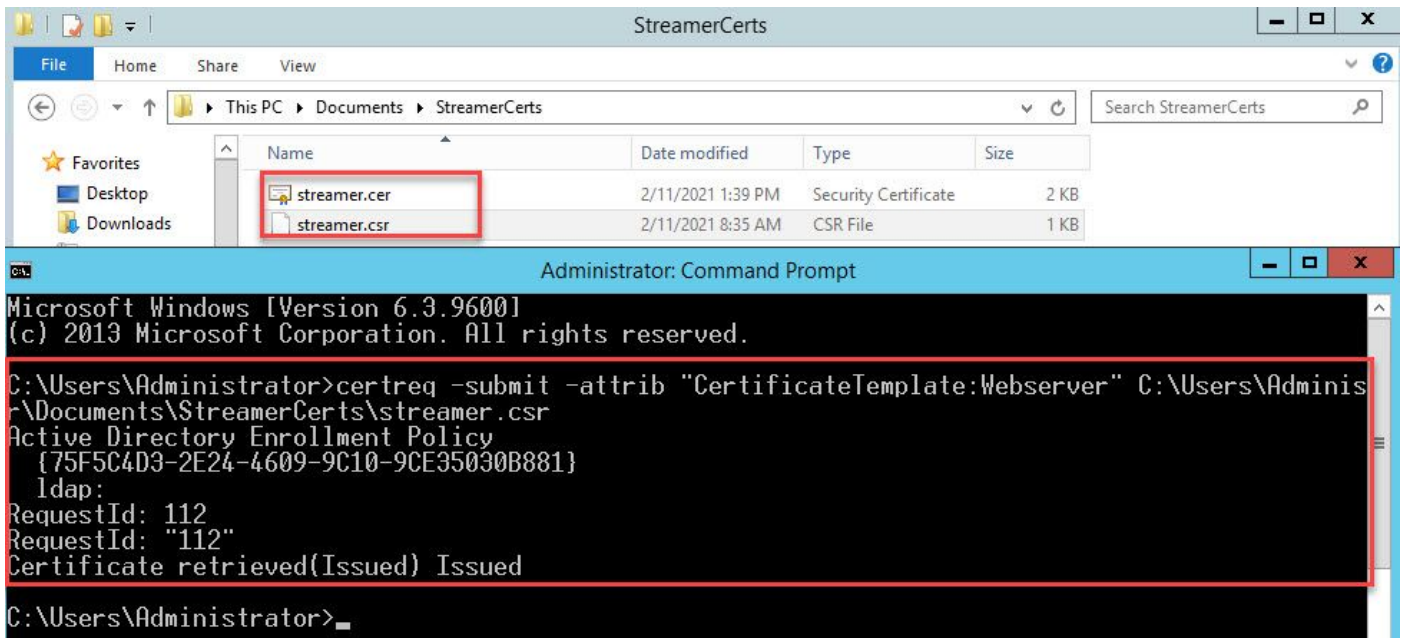 StreamerCerts
File Home Share View
This PC Documents StreamerCerts Search StreamerCerts
Name Date modified Type Size
Favorites
Desktop streamer.cer 2/11/2021 1:39 PM Security Certificate 2 KB
Downloads streamer.csr 2/11/2021 8:35 AM CSR File 1 KB
Administrator: Command Prompt
Microsoft Windows [Version 6.3.9600]
(c) 2013 Microsoft Corporation. All rights reserved.
C:\Users\Administrator>certreq -submit -attrib "CertificateTemplate:Webserver" C:\Users\Adminis
r\Documents\StreamerCerts\streamer.csr
Active Directory Enrollment Policy
{75F5C4D3-2E24-4609-9C10-9CE35030B881}
ldap:
RequestId: 112
RequestId: "112"
Certificate retrieved(Issued) Issued
C:\Users\Administrator>_